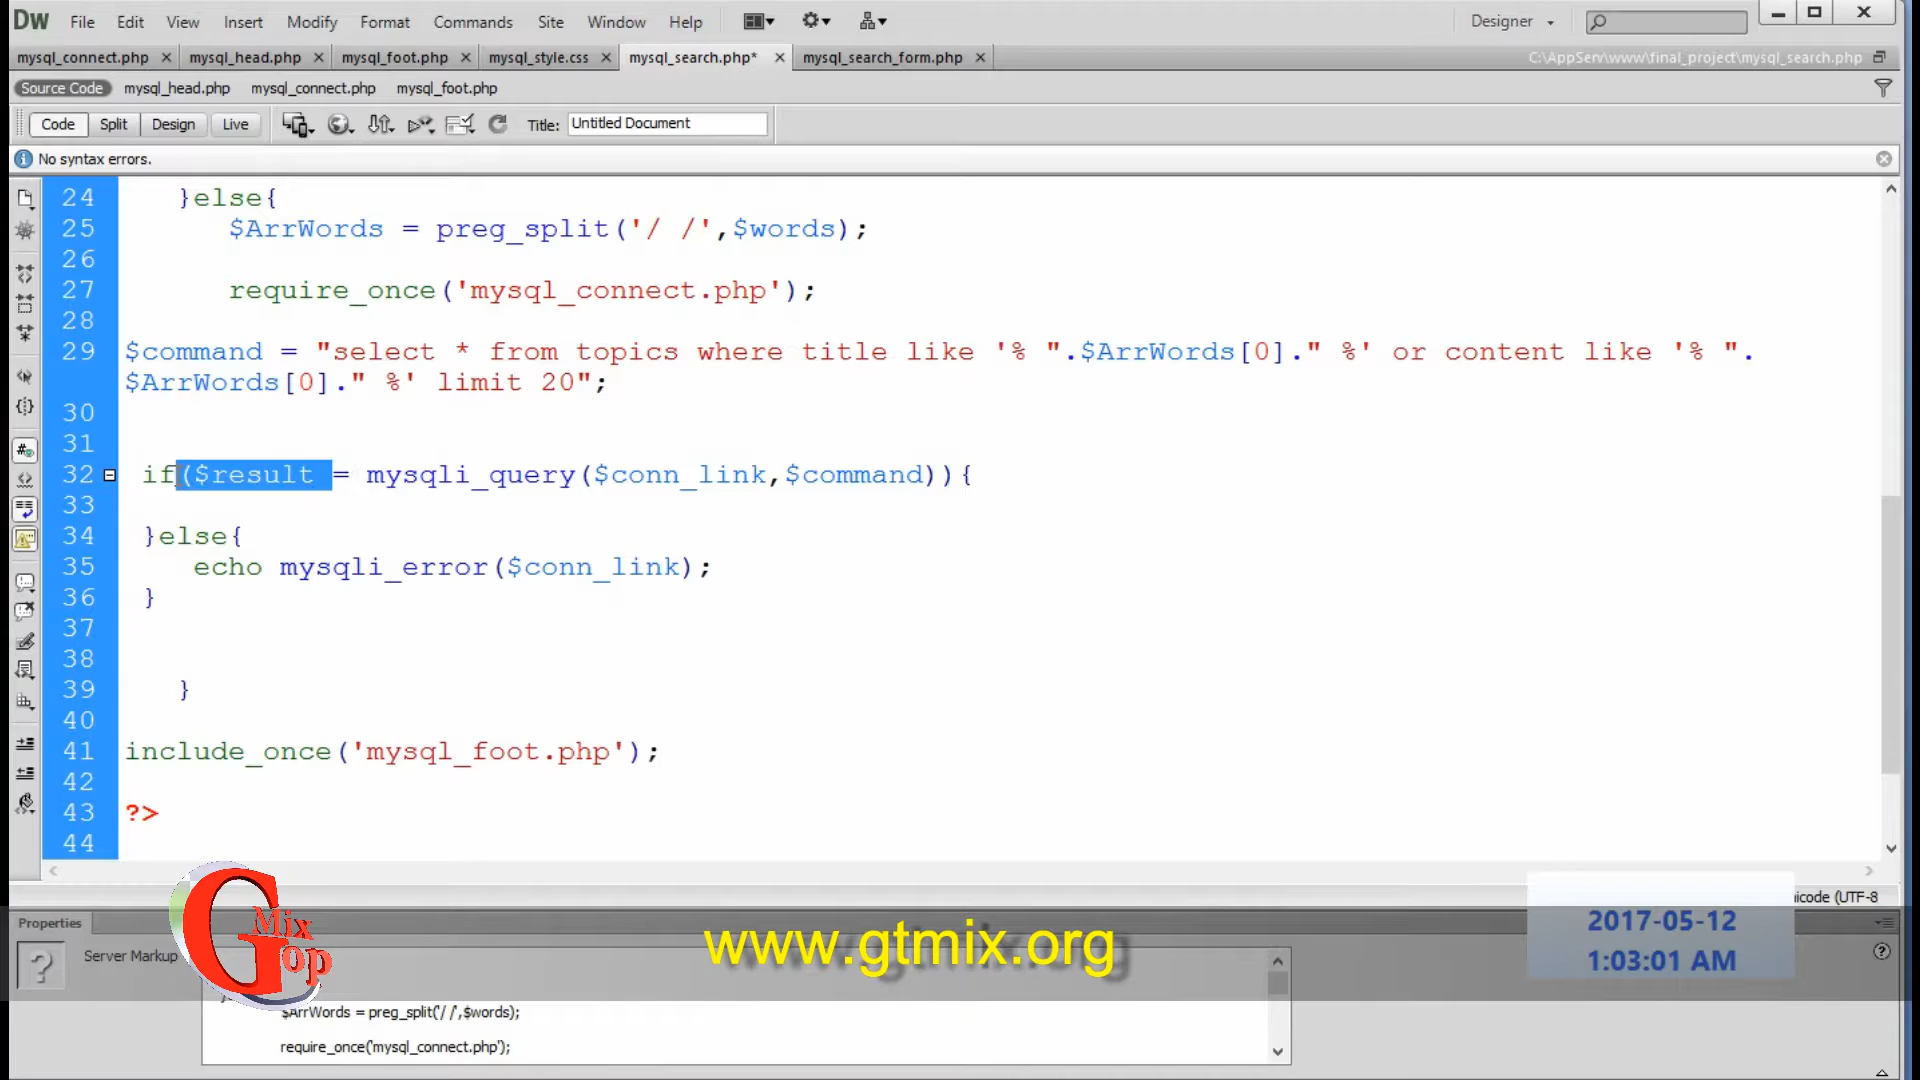 Dw File Edit View Insert Modify Format Commands Site Window Help Designer
mysql_connect.php mysql_head.php mysql_foot.php mysql_style.css mysql_search.php* mysql_search_form.php C:\AppServ\www\final_project\mysql_search.php
Source Code mysql_head.php mysql_connect.php mysql_foot.php
Code Split Design Live Title: Untitled Document
No syntax errors.
24 }else{
25 $ArrWords = preg_split('/ /',$words);
26
27 require_once('mysql_connect.php');
28
29 $command = "select * from topics where title like '% ".$ArrWords[0]." %' or content like '% ".
$ArrWords[0]." %' limit 20";
30
31
32 if($result = mysqli_query($conn_link,$command)){
33
34 }else{
35 echo mysqli_error($conn_link);
36 }
37
38
39 }
40
41 include_once('mysql_foot.php');
42
43 ?>
44
icode (UTF-8
Properties
Server Markup
G Mix
Top
www.gtmix.org
2017-05-12
1:03:01 AM
$ArrWords = preg_split('/ /',$words);
require_once('mysql_connect.php');